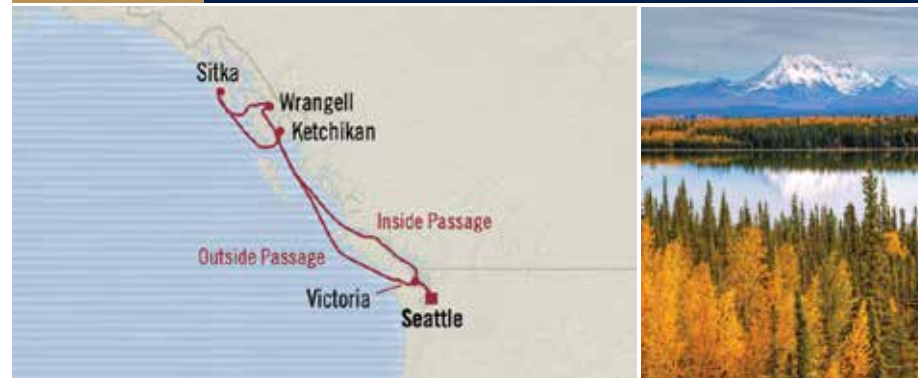 Sitka
Wrangell
Ketchikan
Inside Passage
Outside Passage
Victoria
Seattle